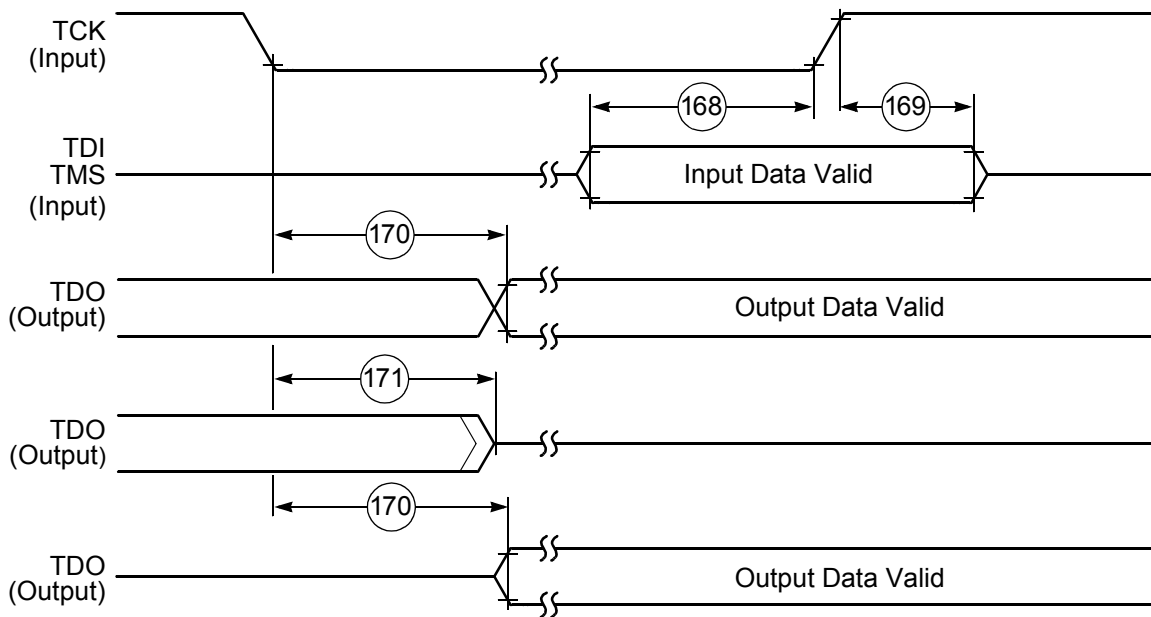 TCK
(Input)
168
169
TDI
TMS
(Input)
Input Data Valid
170
TDO
(Output)
Output Data Valid
171
TDO
(Output)
170
TDO
(Output)
Output Data Valid